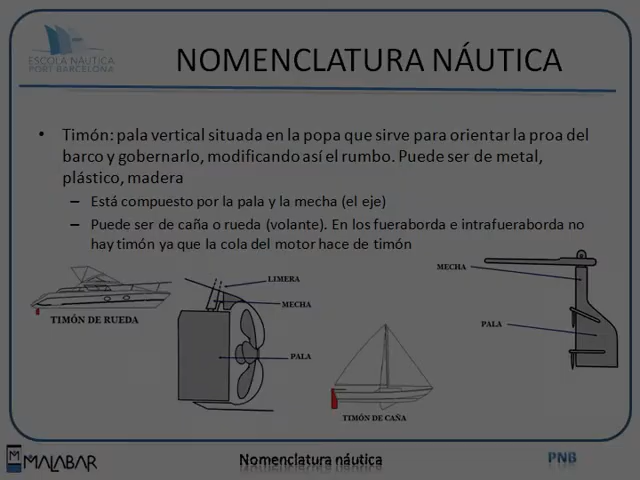 ESCOLA NÀUTICA
PORT BARCELONA
NOMENCLATURA NÁUTICA
• Timón: pala vertical situada en la popa que sirve para orientar la proa del
barco y gobernarlo, modificando así el rumbo. Puede ser de metal,
plástico, madera
– Está compuesto por la pala y la mecha (el eje)
– Puede ser de caña o rueda (volante). En los fueraborda e intrafueraborda no
hay timón ya que la cola del motor hace de timón
LIMERA
MECHA
PALA
TIMÓN DE RUEDA
MECHA
PALA
TIMÓN DE CAÑA
MALABAR
Nomenclatura náutica
PNB